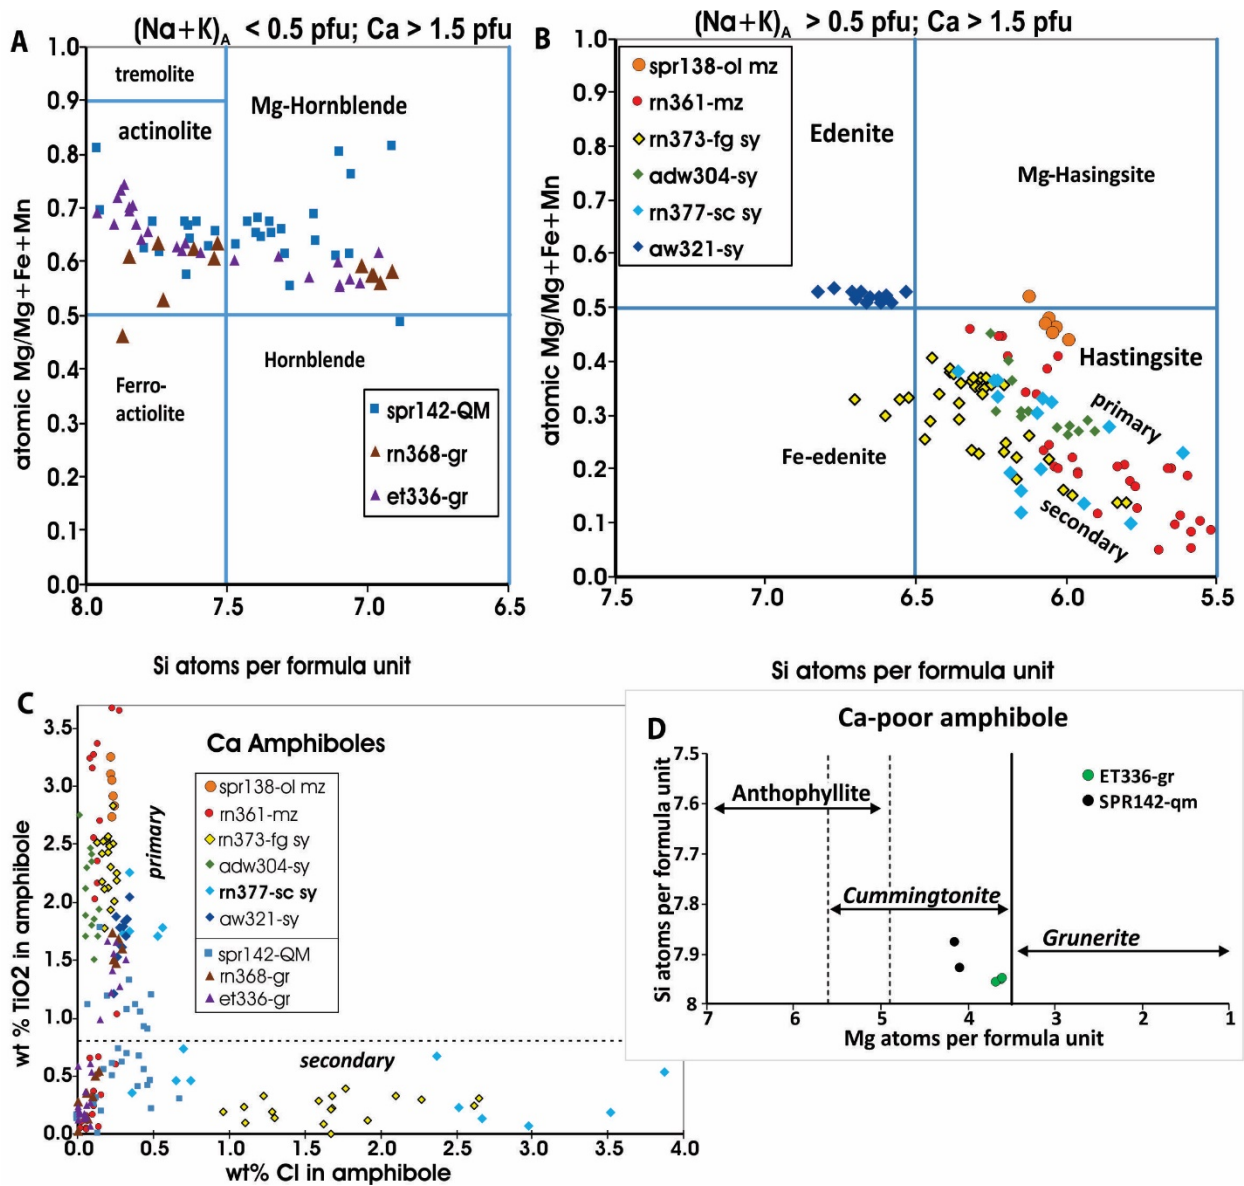 A
(Na+K)A < 0.5 pfu; Ca > 1.5 pfu
atomic Mg/Mg+Fe+Mn
1.0
0.9
0.8
0.7
0.6
0.5
0.4
0.3
0.2
0.1
0.0
8.0
7.5
7.0
6.5
tremolite
actinolite
Mg-Hornblende
Hornblende
Ferro-
actiolite
spr142-QM
rn368-gr
et336-gr
Si atoms per formula unit
B
(Na+K)A > 0.5 pfu; Ca > 1.5 pfu
atomic Mg/Mg+Fe+Mn
1.0
0.9
0.8
0.7
0.6
0.5
0.4
0.3
0.2
0.1
0.0
7.5
7.0
6.5
6.0
5.5
spr138-ol mz
rn361-mz
rn373-fg sy
adw304-sy
rn377-sc sy
aw321-sy
Edenite
Mg-Hasingsite
Hastingsite
Fe-edenite
primary
secondary
Si atoms per formula unit
C
Ca Amphiboles
wt % TiO2 in amphibole
3.5
3.0
2.5
2.0
1.5
1.0
0.5
0.0
0.0
0.5
1.0
1.5
2.0
2.5
3.0
3.5
4.0
primary
spr138-ol mz
rn361-mz
rn373-fg sy
adw304-sy
rn377-sc sy
aw321-sy
spr142-QM
rn368-gr
et336-gr
secondary
wt% Cl in amphibole
D
Ca-poor amphibole
Si atoms per formula unit
7.5
7.6
7.7
7.8
7.9
8
7
6
5
4
3
2
1
ET336-gr
SPR142-qm
Anthophyllite
Cummingtonite
Grunerite
Mg atoms per formula unit